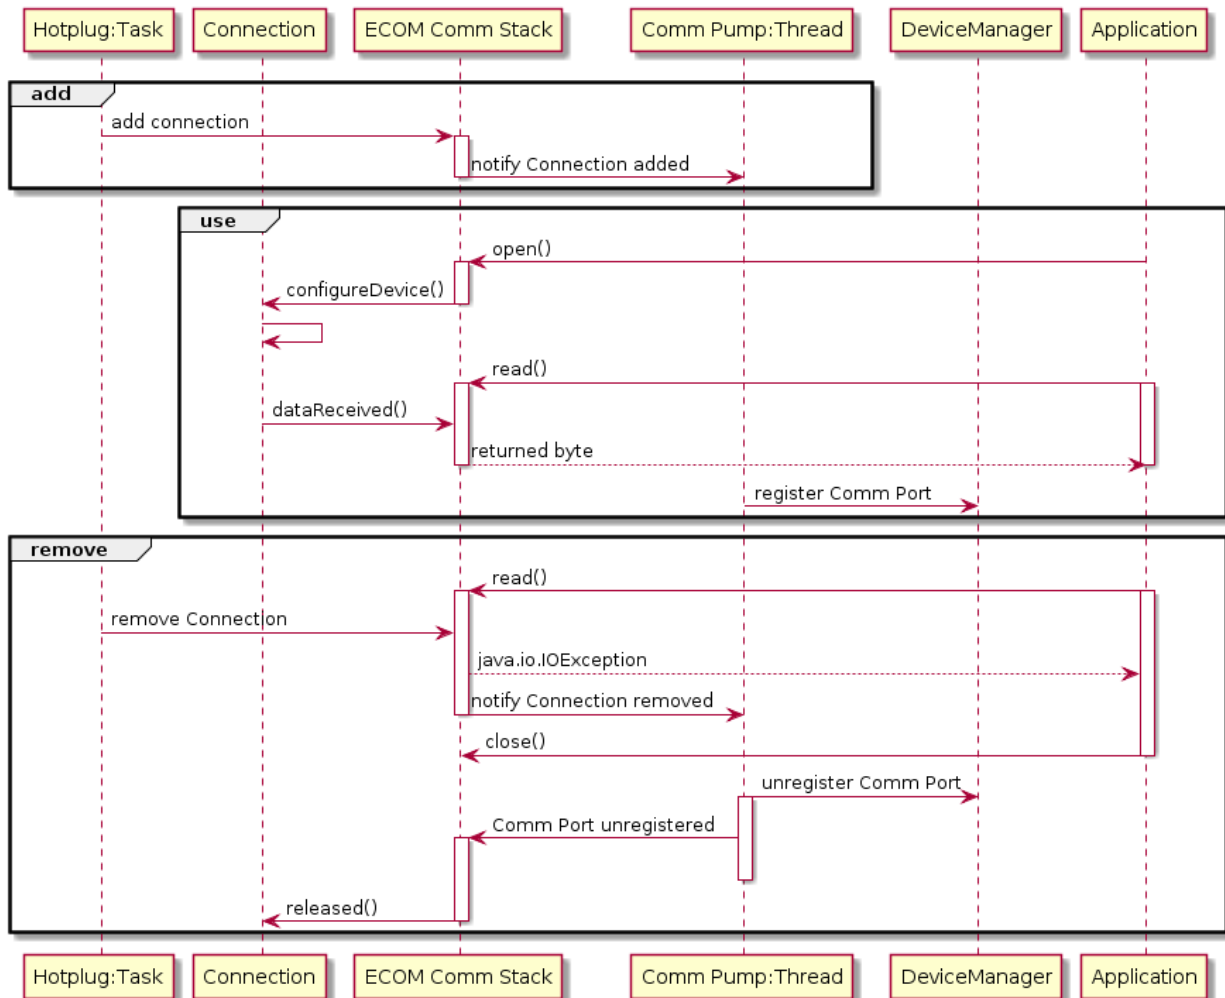 Hotplug:Task
Connection
ECOM Comm Stack
Comm Pump:Thread
DeviceManager
Application
add
add connection
notify Connection added
use
open()
configureDevice()
read()
dataReceived()
returned byte
register Comm Port
remove
read()
remove Connection
java.io.IOException
notify Connection removed
close()
unregister Comm Port
Comm Port unregistered
released()
Hotplug:Task
Connection
ECOM Comm Stack
Comm Pump:Thread
DeviceManager
Application